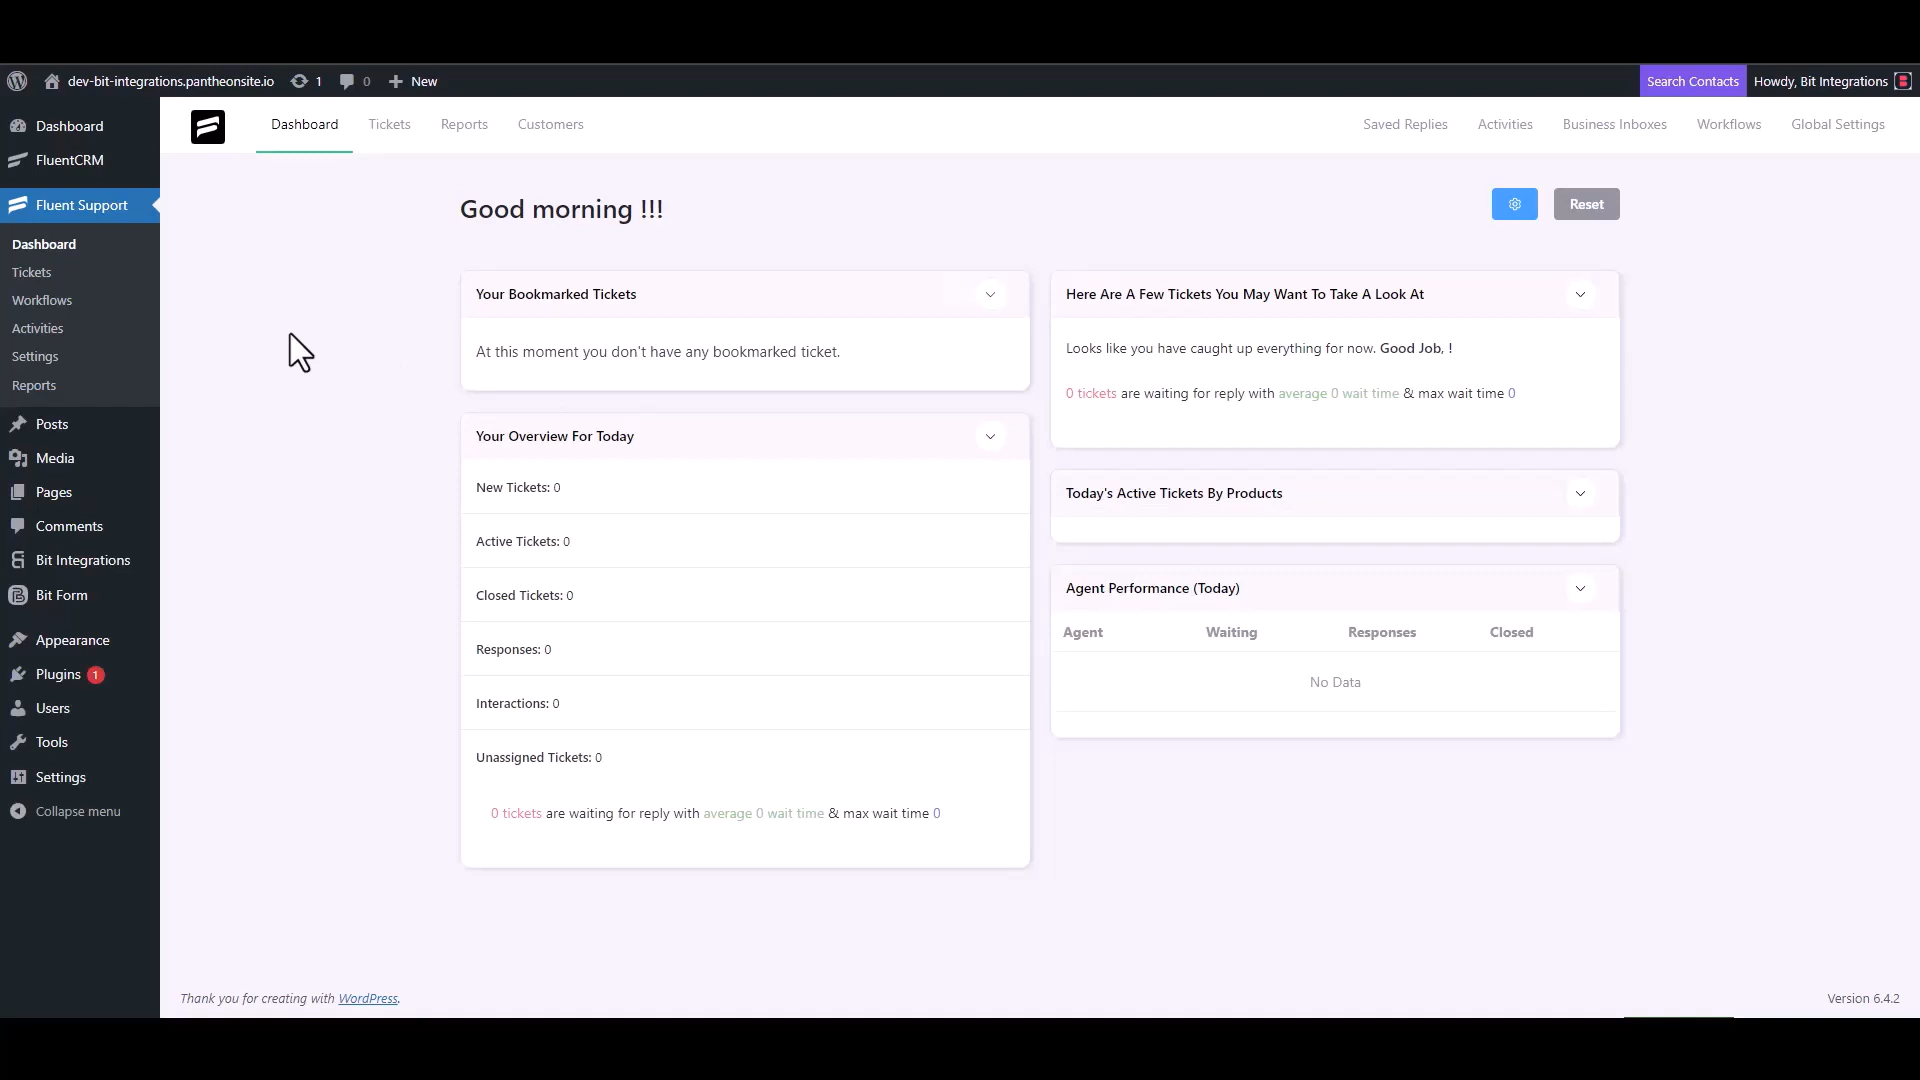 dev-bit-integrations.pantheonsite.io 1 0 New Search Contacts Howdy, Bit Integrations
Dashboard
FluentCRM
Fluent Support
Dashboard
Tickets
Workflows
Activities
Settings
Reports
Posts
Media
Pages
Comments
Bit Integrations
Bit Form
Appearance
Plugins 1
Users
Tools
Settings
Collapse menu
Dashboard Tickets Reports Customers Saved Replies Activities Business Inboxes Workflows Global Settings
Good morning !!!
Reset
Your Bookmarked Tickets
At this moment you don't have any bookmarked ticket.
Your Overview For Today
New Tickets: 0
Active Tickets: 0
Closed Tickets: 0
Responses: 0
Interactions: 0
Unassigned Tickets: 0
0 tickets are waiting for reply with average 0 wait time & max wait time 0
Here Are A Few Tickets You May Want To Take A Look At
Looks like you have caught up everything for now. Good Job, !
0 tickets are waiting for reply with average 0 wait time & max wait time 0
Today's Active Tickets By Products
Agent Performance (Today)
Agent Waiting Responses Closed
No Data
Thank you for creating with WordPress.
Version 6.4.2